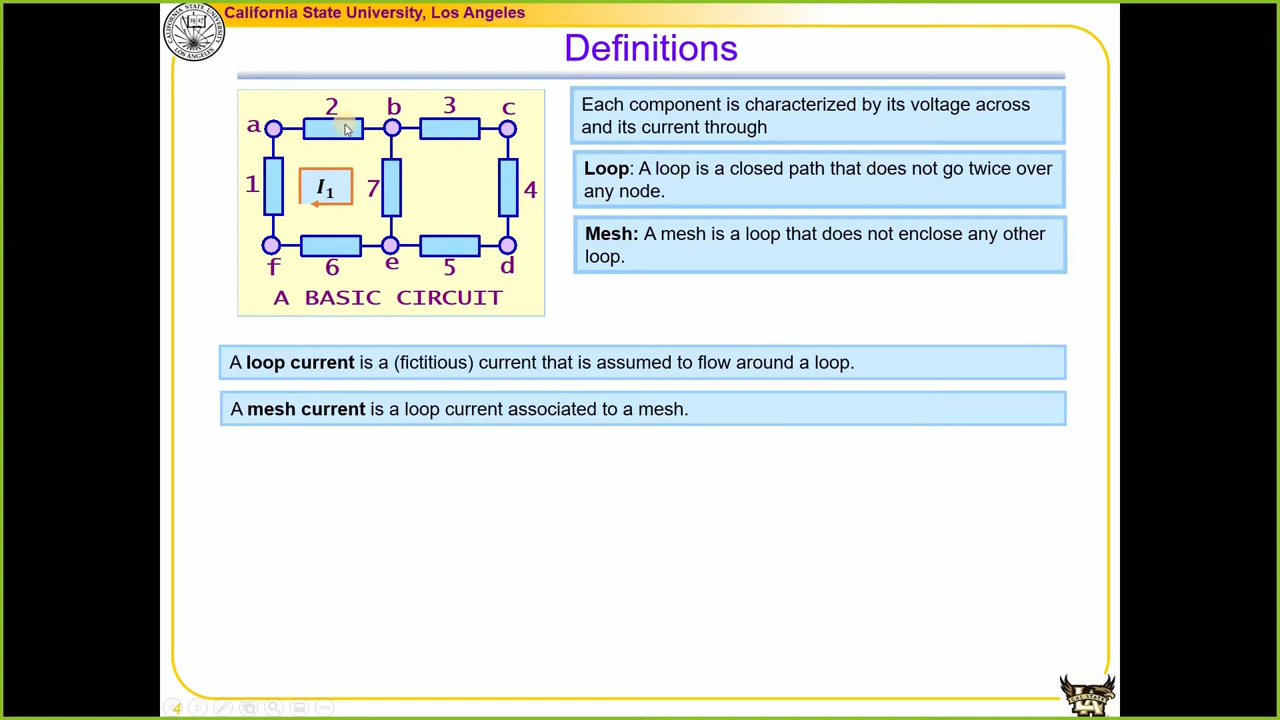 California State University, Los Angeles
Definitions
2 b 3 c
a
1 I1 7 4
f 6 e 5 d
A BASIC CIRCUIT
Each component is characterized by its voltage across
and its current through
Loop: A loop is a closed path that does not go twice over
any node.
Mesh: A mesh is a loop that does not enclose any other
loop.
A loop current is a (fictitious) current that is assumed to flow around a loop.
A mesh current is a loop current associated to a mesh.
4